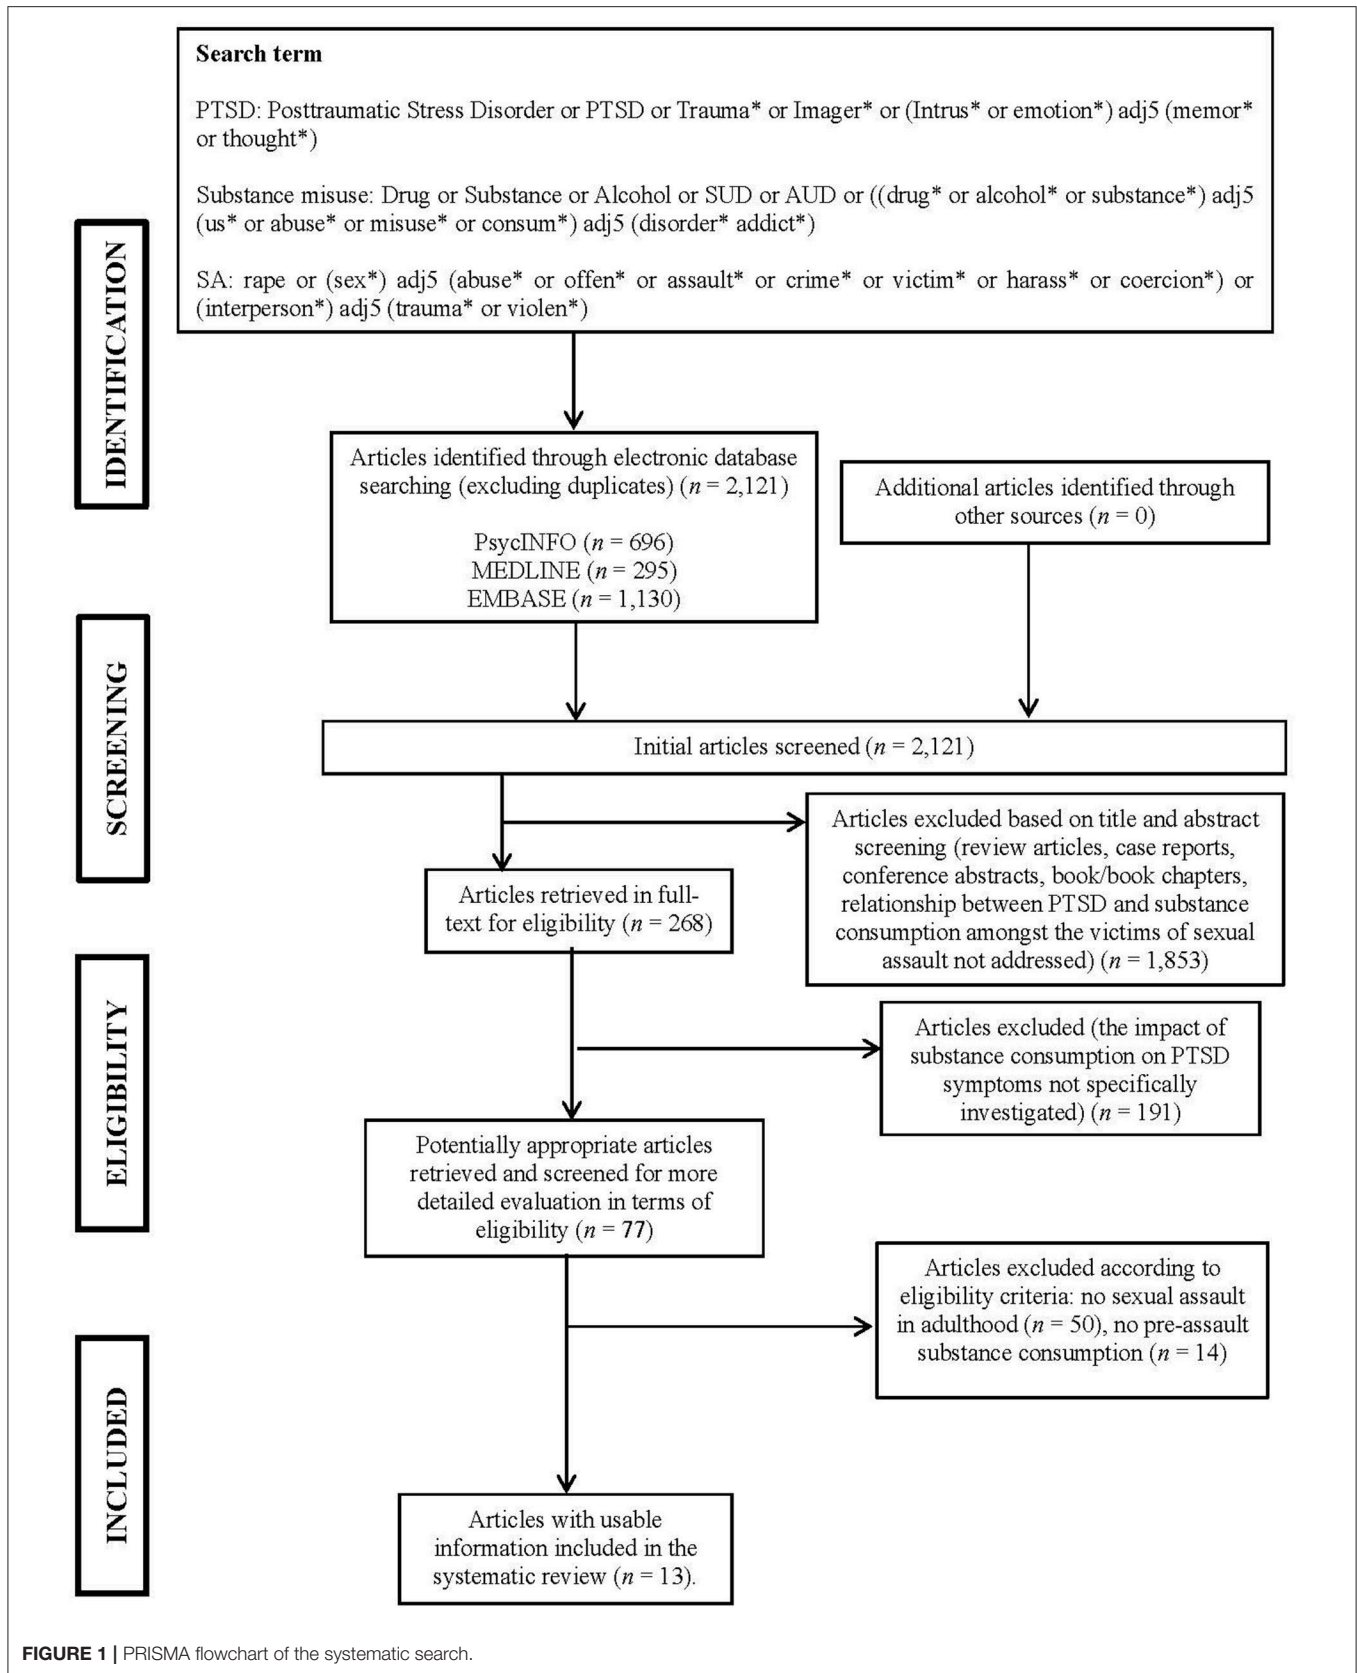 Search term
PTSD: Posttraumatic Stress Disorder or PTSD or Trauma* or Imager* or (Intrus* or emotion*) adj5 (memor*
or thought*)
Substance misuse: Drug or Substance or Alcohol or SUD or AUD or ((drug* or alcohol* or substance*) adj5
(us* or abuse* or misuse* or consum*) adj5 (disorder* addict*)
SA: rape or (sex*) adj5 (abuse* or offen* or assault* or crime* or victim* or harass* or coercion*) or
(interperson*) adj5 (trauma* or violen*)
IDENTIFICATION
Articles identified through electronic database
searching (excluding duplicates) (n = 2,121)
PsycINFO (n = 696)
MEDLINE (n = 295)
EMBASE (n = 1,130)
Additional articles identified through
other sources (n = 0)
SCREENING
Initial articles screened (n = 2,121)
Articles excluded based on title and abstract
screening (review articles, case reports,
conference abstracts, book/book chapters,
relationship between PTSD and substance
consumption amongst the victims of sexual
assault not addressed) (n = 1,853)
Articles retrieved in full-
text for eligibility (n = 268)
ELIGIBILITY
Articles excluded (the impact of
substance consumption on PTSD
symptoms not specifically
investigated) (n = 191)
Potentially appropriate articles
retrieved and screened for more
detailed evaluation in terms of
eligibility (n = 77)
Articles excluded according to
eligibility criteria: no sexual assault
in adulthood (n = 50), no pre-assault
substance consumption (n = 14)
INCLUDED
Articles with usable
information included in the
systematic review (n = 13).
FIGURE 1 | PRISMA flowchart of the systematic search.